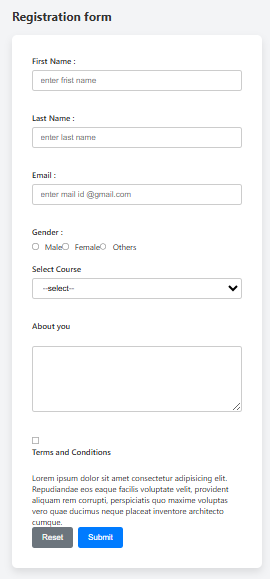 Registration form
First Name :
enter frist name
Last Name :
enter last name
Email :
enter mail id @gmail.com
Gender :
Male Female Others
Select Course
--select--
About you
Terms and Conditions
Lorem ipsum dolor sit amet consectetur adipisicing elit.
Repudiandae eos eaque facilis voluptate velit, provident
aliquam rem corrupti, perspiciatis quo maxime voluptas
vero quae ducimus neque placeat inventore architecto
cumque.
Reset Submit